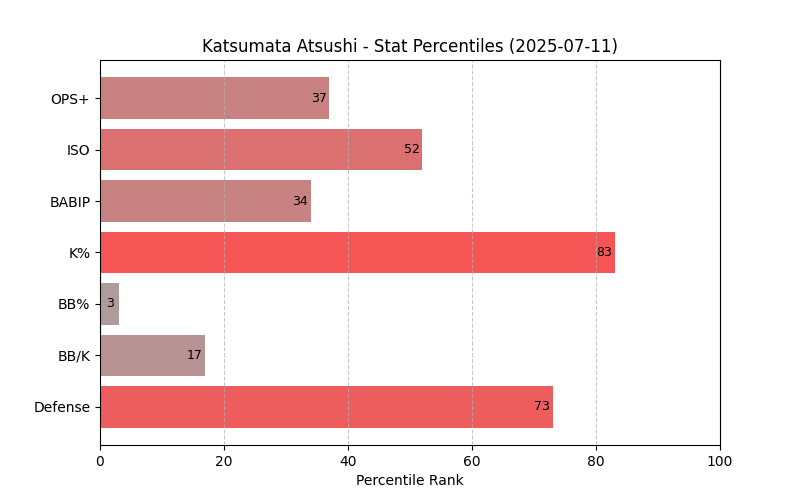 Katsumata Atsushi - Stat Percentiles (2025-07-11)
OPS+ 37
ISO 52
BABIP 34
K% 83
BB% 3
BB/K 17
Defense 73
0 20 40 60 80 100
Percentile Rank